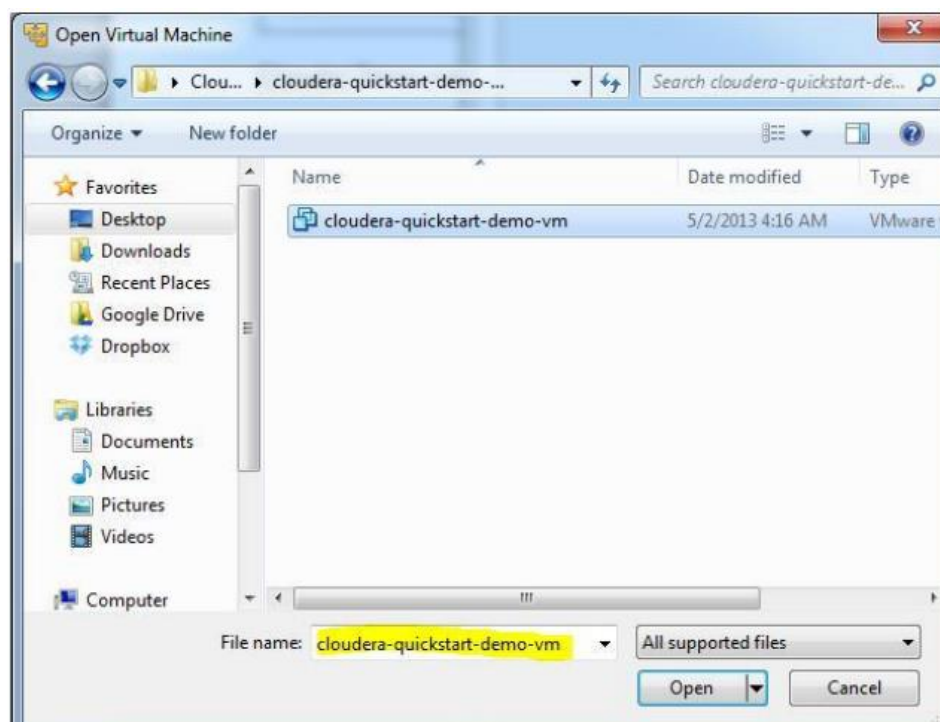 Open Virtual Machine
Clou... cloudera-quickstart-demo-... Search cloudera-quickstart-de...
Organize New folder
Name Date modified Type
cloudera-quickstart-demo-vm 5/2/2013 4:16 AM VMware
Favorites
Desktop
Downloads
Recent Places
Google Drive
Dropbox
Libraries
Documents
Music
Pictures
Videos
Computer
File name: cloudera-quickstart-demo-vm All supported files
Open Cancel